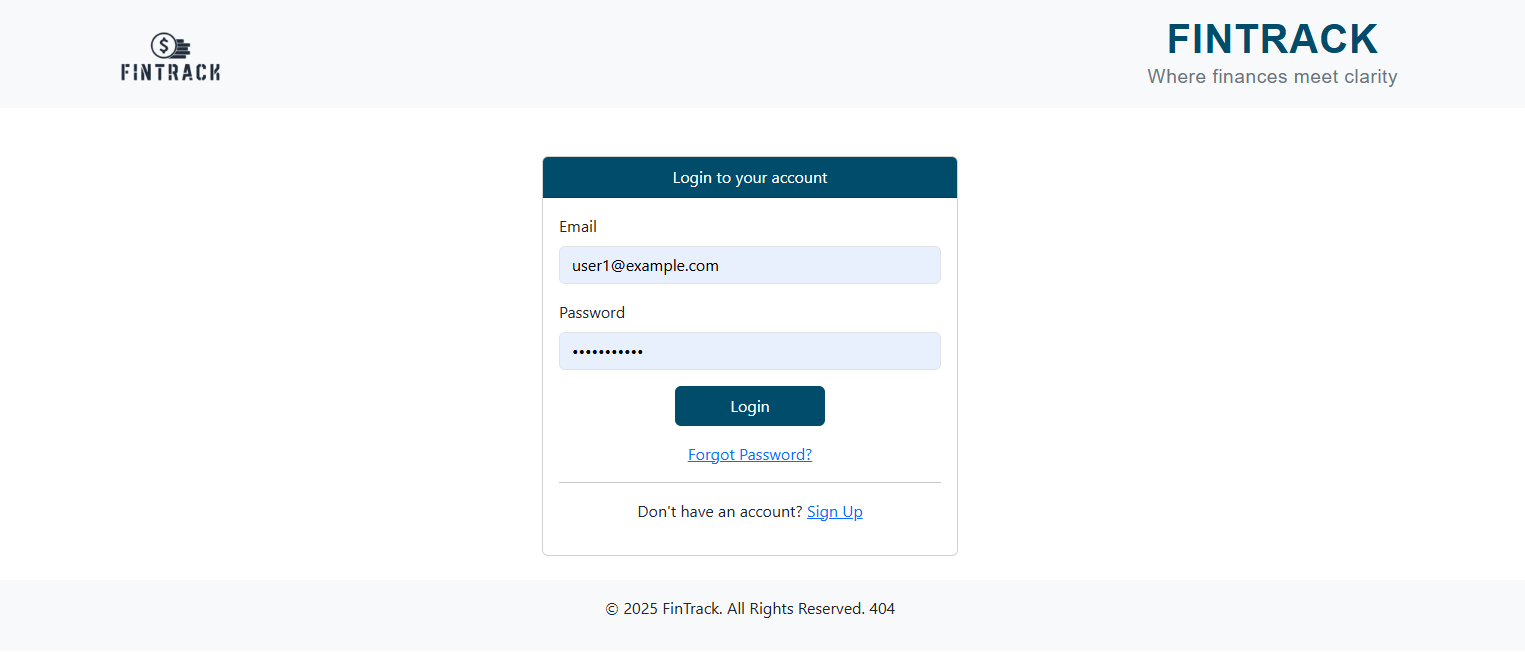 FINTRACK
FINTRACK
Where finances meet clarity
Login to your account
Email
user1@example.com
Password
•••••••••••
Login
Forgot Password?
Don't have an account? Sign Up
© 2025 FinTrack. All Rights Reserved. 404